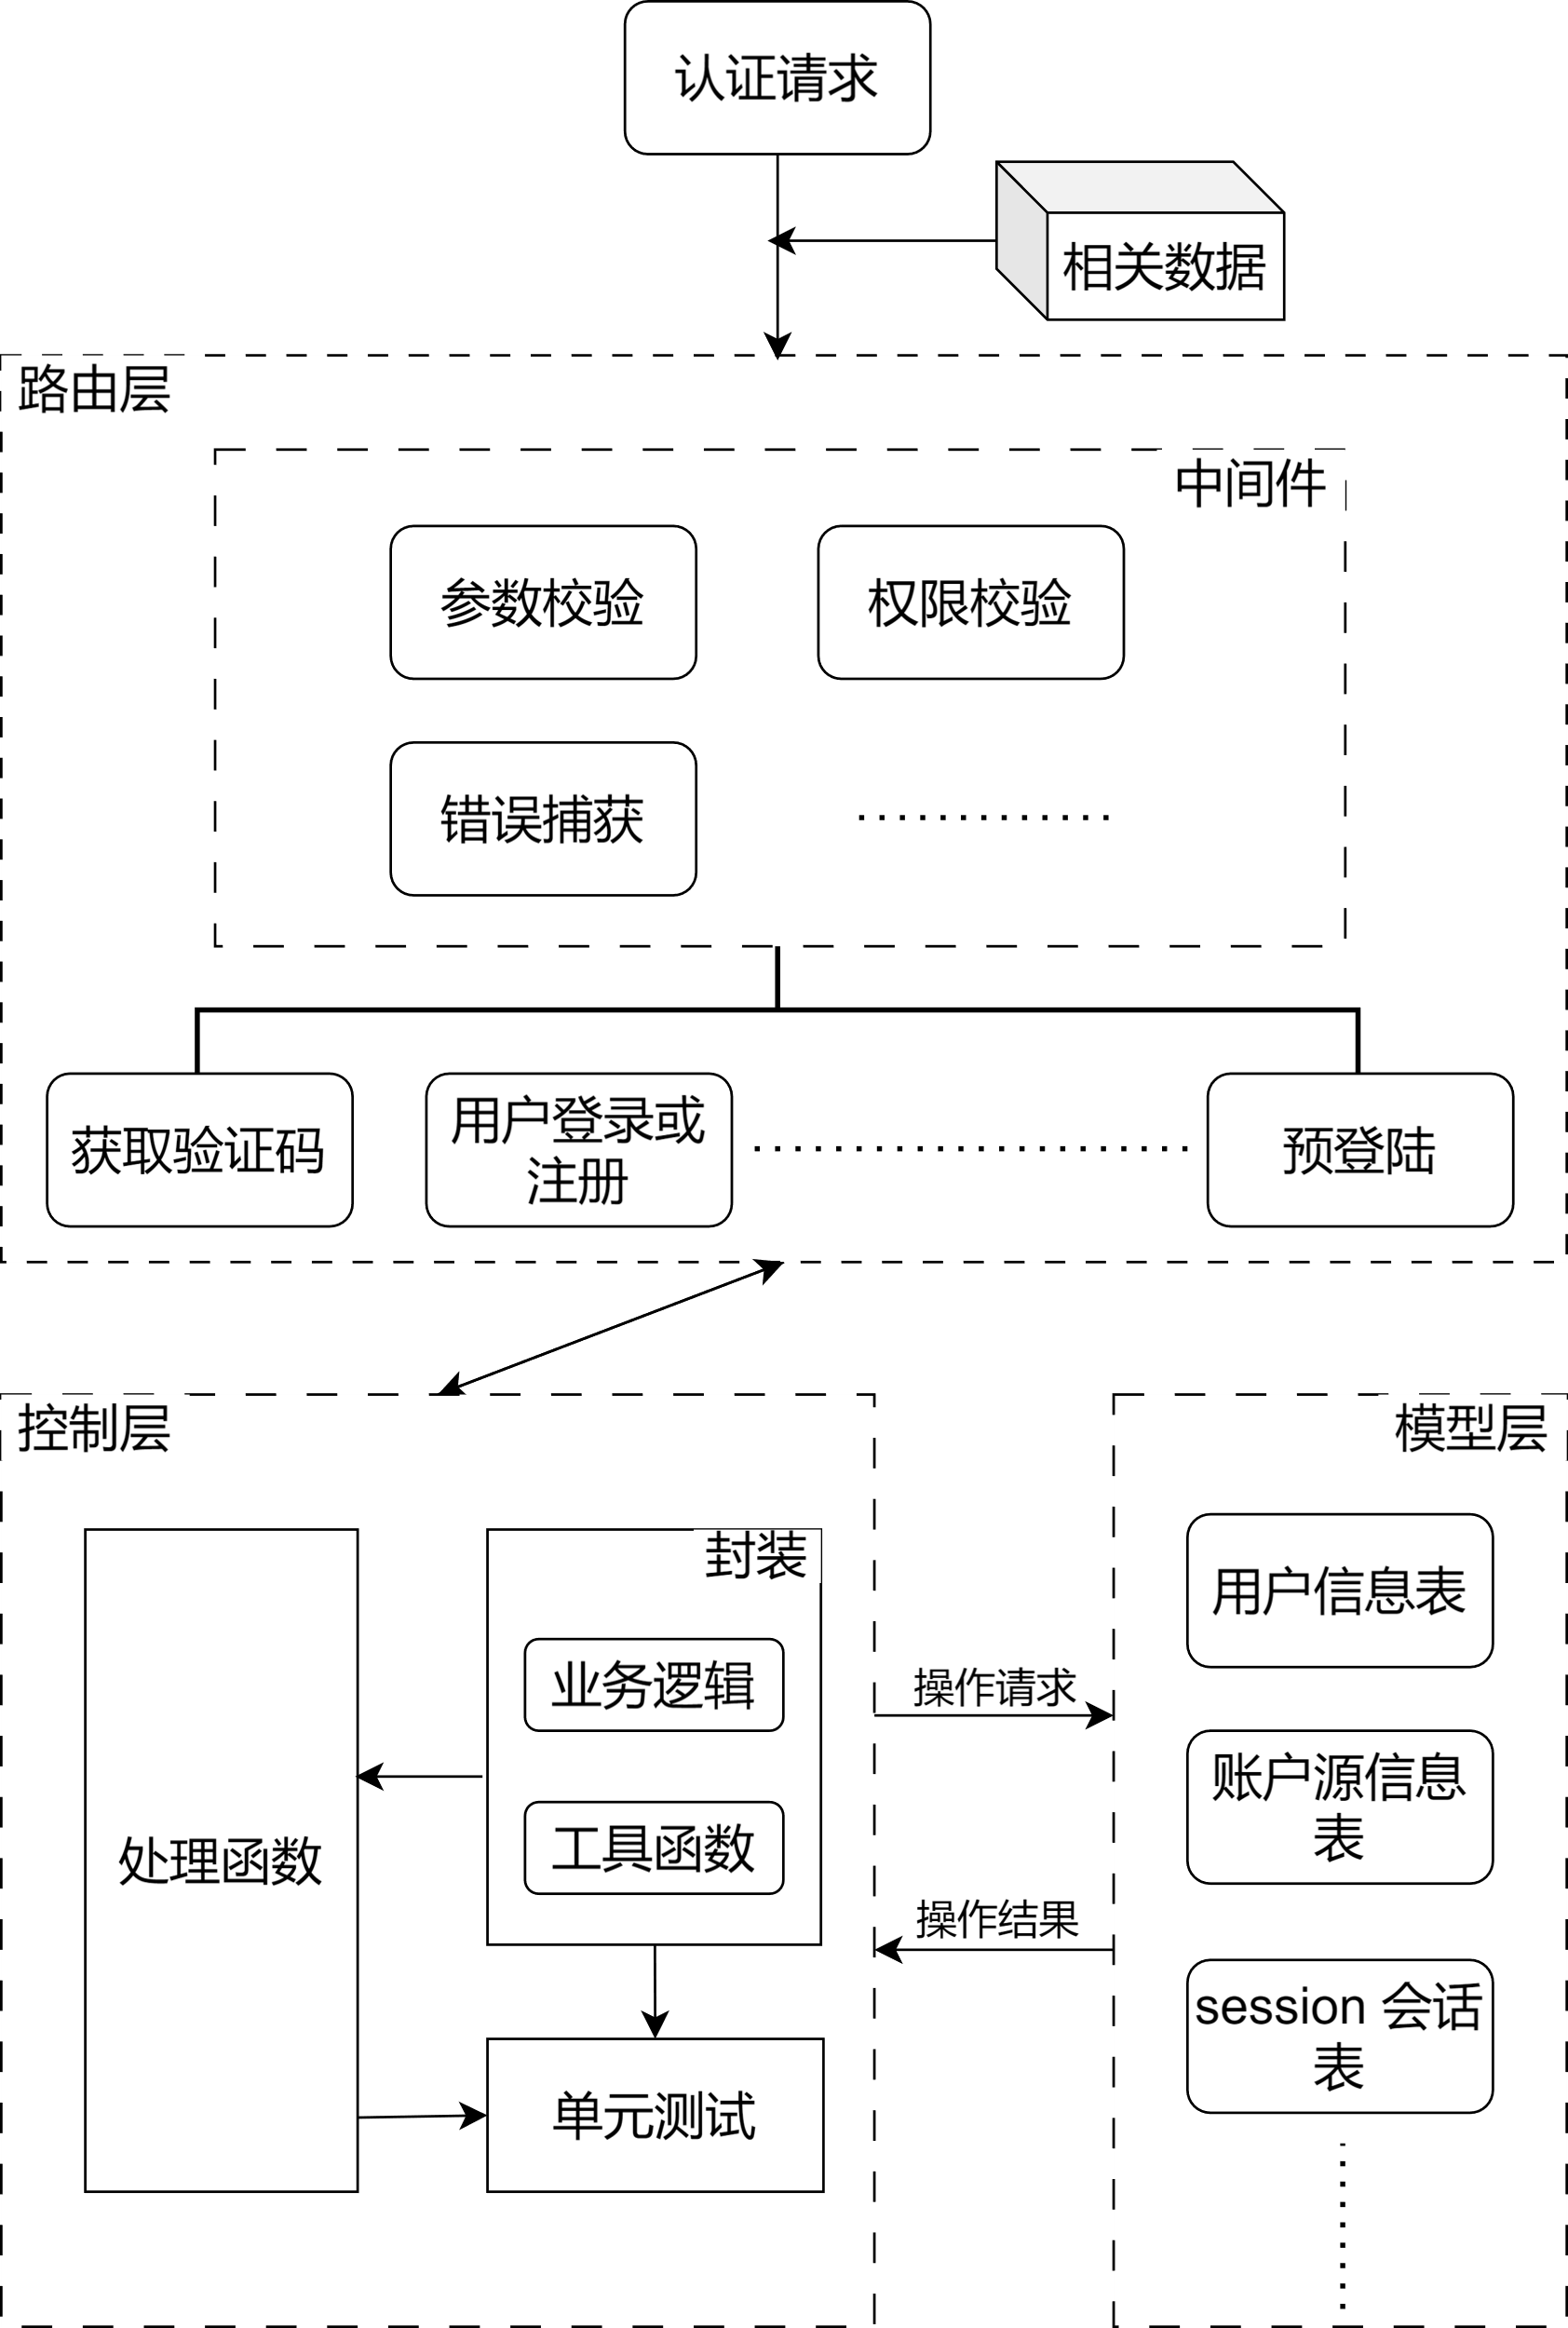 认证请求
相关数据
路由层
中间件
参数校验
权限校验
错误捕获
获取验证码
用户登录或
注册
预登陆
控制层
模型层
封装
业务逻辑
工具函数
处理函数
单元测试
操作请求
操作结果
用户信息表
账户源信息
表
session 会话
表